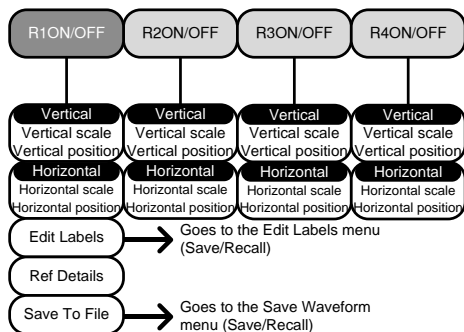 R1ON/OFF R2ON/OFF R3ON/OFF R4ON/OFF
Vertical Vertical Vertical Vertical
Vertical scale Vertical scale Vertical scale Vertical scale
Vertical position Vertical position Vertical position Vertical position
Horizontal Horizontal Horizontal Horizontal
Horizontal scale Horizontal scale Horizontal scale Horizontal scale
Horizontal position Horizontal position Horizontal position Horizontal position
Edit Labels Goes to the Edit Labels menu
(Save/Recall)
Ref Details
Save To File Goes to the Save Waveform
menu (Save/Recall)